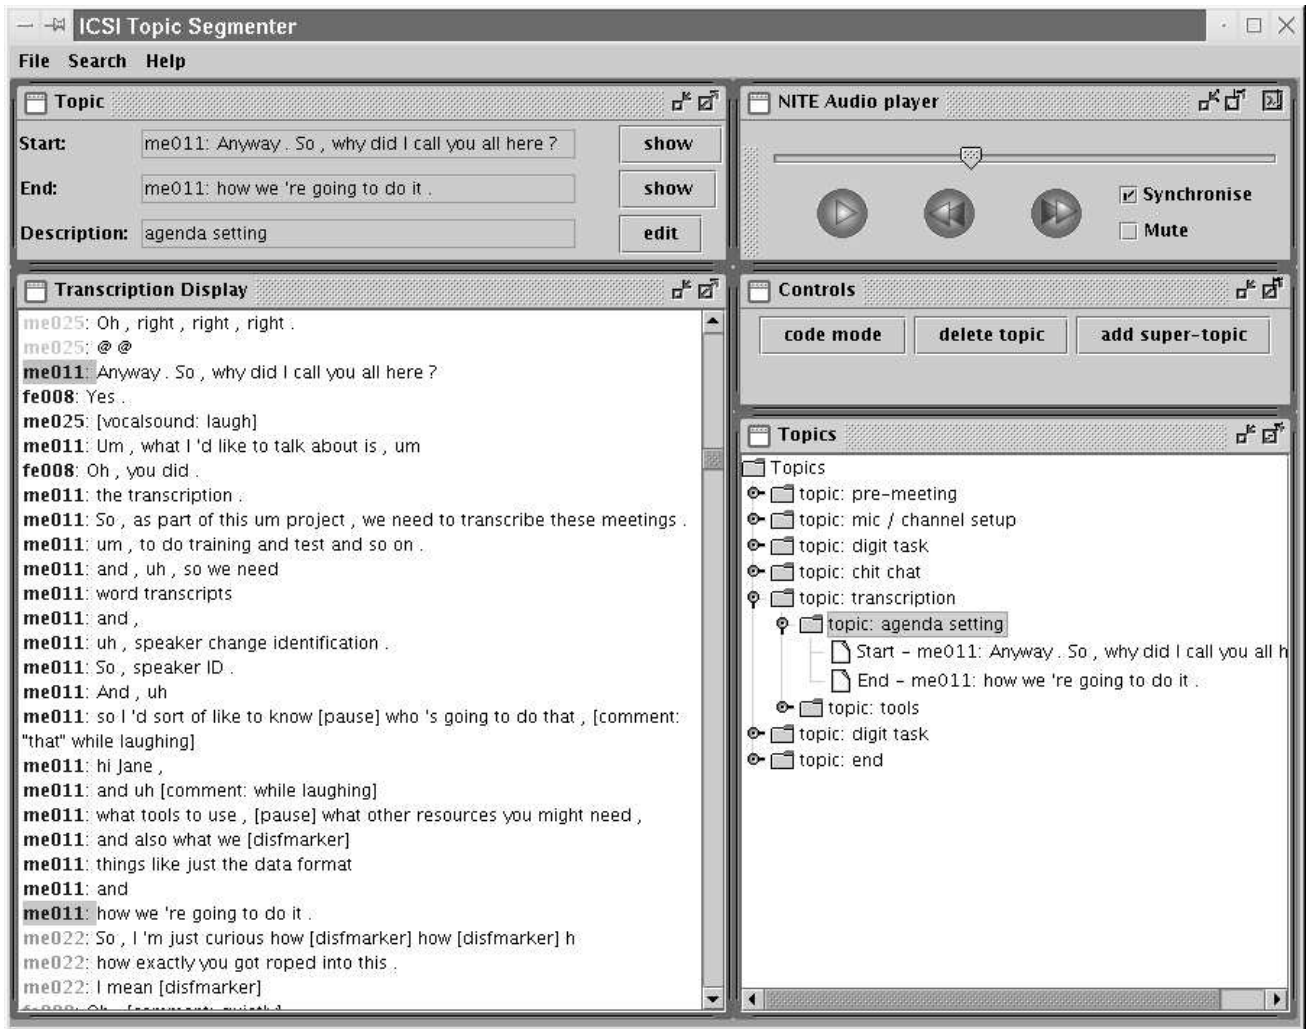 ICSI Topic Segmenter
File Search Help
Topic
Start: me011: Anyway . So , why did I call you all here ? show
End: me011: how we 're going to do it . show
Description: agenda setting edit
NITE Audio player
Synchronise
Mute
Transcription Display
me025: Oh , right , right , right .
me025: @ @
me011: Anyway . So , why did I call you all here ?
fe008: Yes .
me025: [vocalsound: laugh]
me011: Um , what I 'd like to talk about is , um
fe008: Oh , you did .
me011: the transcription .
me011: So , as part of this um project , we need to transcribe these meetings .
me011: um , to do training and test and so on .
me011: and , uh , so we need
me011: word transcripts
me011: and ,
me011: uh , speaker change identification .
me011: So , speaker ID .
me011: And , uh
me011: so I 'd sort of like to know [pause] who 's going to do that , [comment:
"that" while laughing]
me011: hi Jane ,
me011: and uh [comment: while laughing]
me011: what tools to use , [pause] what other resources you might need ,
me011: and also what we [disfmarker]
me011: things like just the data format
me011: and
me011: how we 're going to do it .
me022: So , I 'm just curious how [disfmarker] how [disfmarker] h
me022: how exactly you got roped into this .
me022: I mean [disfmarker]
Controls
code mode delete topic add super-topic
Topics
Topics
topic: pre-meeting
topic: mic / channel setup
topic: digit task
topic: chit chat
topic: transcription
topic: agenda setting
Start - me011: Anyway . So , why did I call you all h
End - me011: how we 're going to do it .
topic: tools
topic: digit task
topic: end